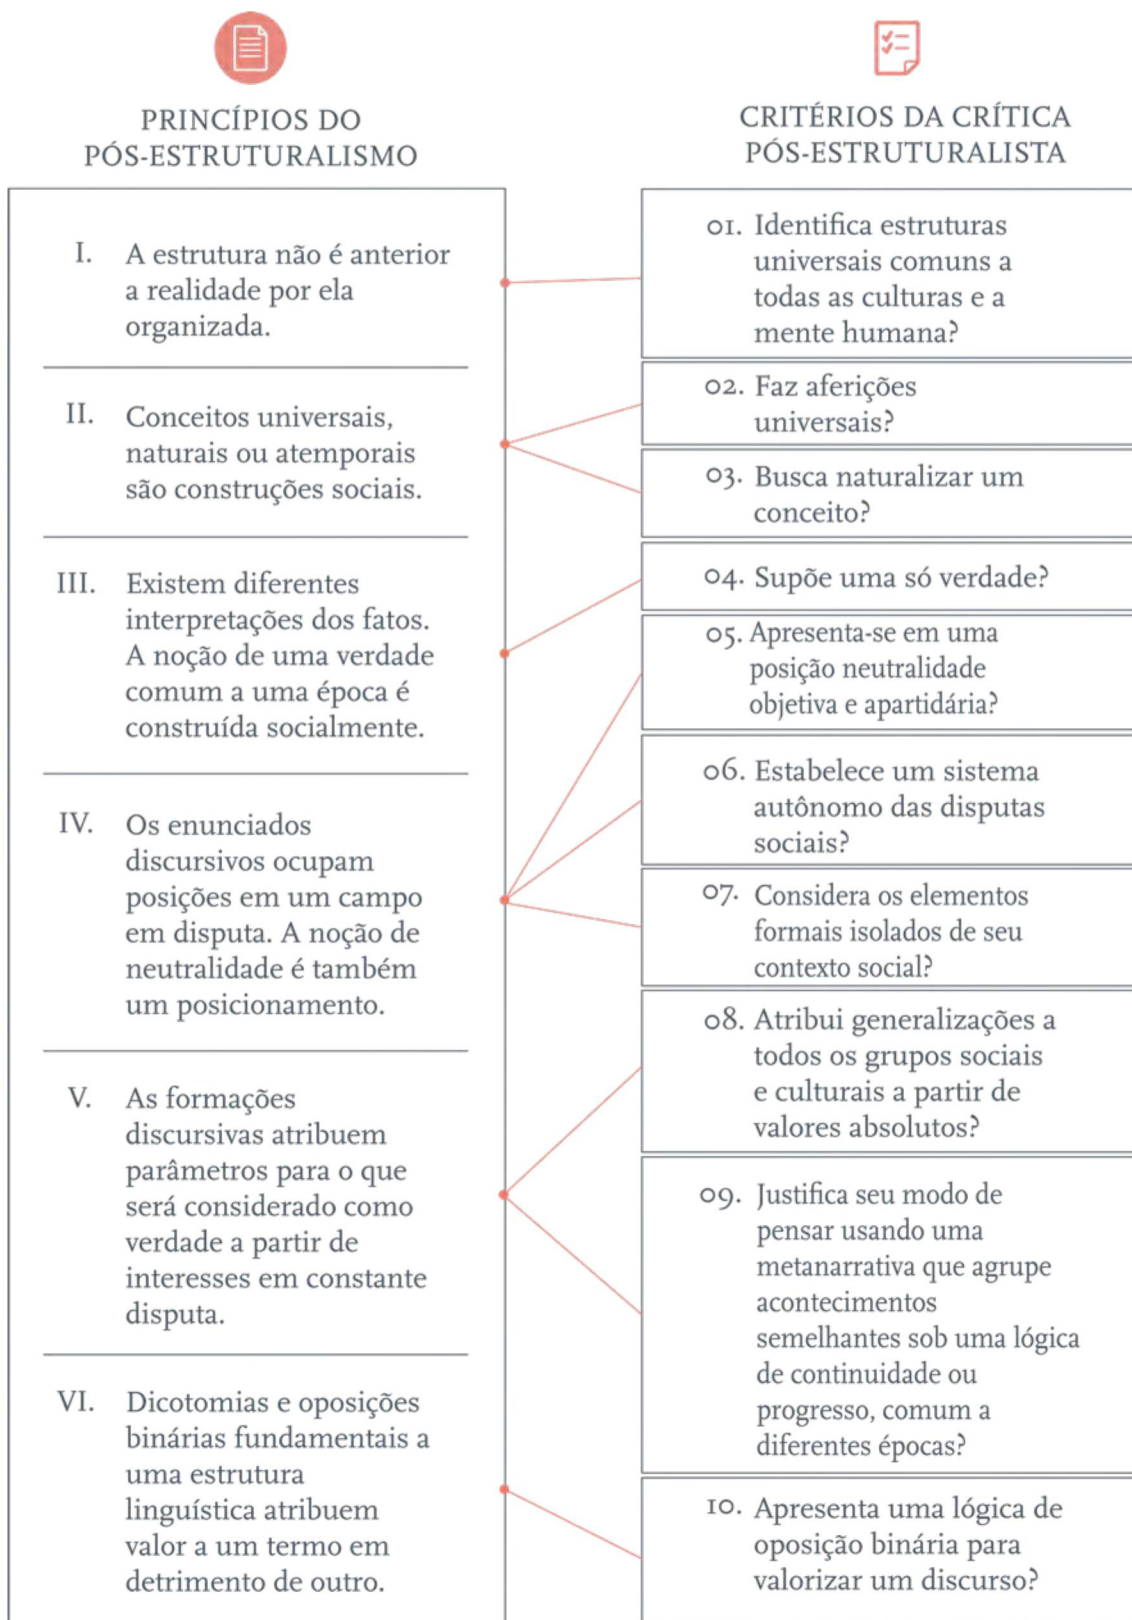 PRINCÍPIOS DO
PÓS-ESTRUTURALISMO
I. A estrutura não é anterior
a realidade por ela
organizada.
II. Conceitos universais,
naturais ou atemporais
são construções sociais.
III. Existem diferentes
interpretações dos fatos.
A noção de uma verdade
comum a uma época é
construída socialmente.
IV. Os enunciados
discursivos ocupam
posições em um campo
em disputa. A noção de
neutralidade é também
um posicionamento.
V. As formações
discursivas atribuem
parâmetros para o que
será considerado como
verdade a partir de
interesses em constante
disputa.
VI. Dicotomias e oposições
binárias fundamentais a
uma estrutura
linguística atribuem
valor a um termo em
detrimento de outro.
CRITÉRIOS DA CRÍTICA
PÓS-ESTRUTURALISTA
01. Identifica estruturas
universais comuns a
todas as culturas e a
mente humana?
02. Faz aferições
universais?
03. Busca naturalizar um
conceito?
04. Supõe uma só verdade?
05. Apresenta-se em uma
posição neutralidade
objetiva e apartidária?
06. Estabelece um sistema
autônomo das disputas
sociais?
07. Considera os elementos
formais isolados de seu
contexto social?
08. Atribui generalizações a
todos os grupos sociais
e culturais a partir de
valores absolutos?
09. Justifica seu modo de
pensar usando uma
metanarrativa que agrupe
acontecimentos
semelhantes sob uma lógica
de continuidade ou
progresso, comum a
diferentes épocas?
10. Apresenta uma lógica de
oposição binária para
valorizar um discurso?